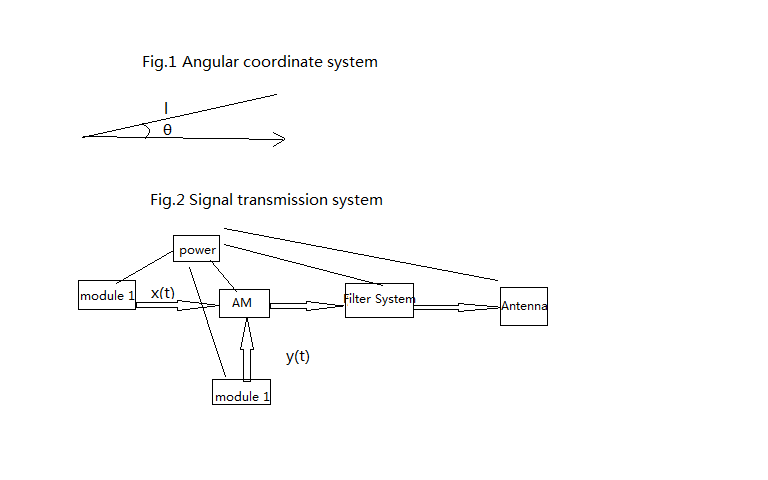 Fig.1 Angular coordinate system
l
θ
Fig.2 Signal transmission system
power
module 1
x(t)
AM
Filter System
Antenna
y(t)
module 1